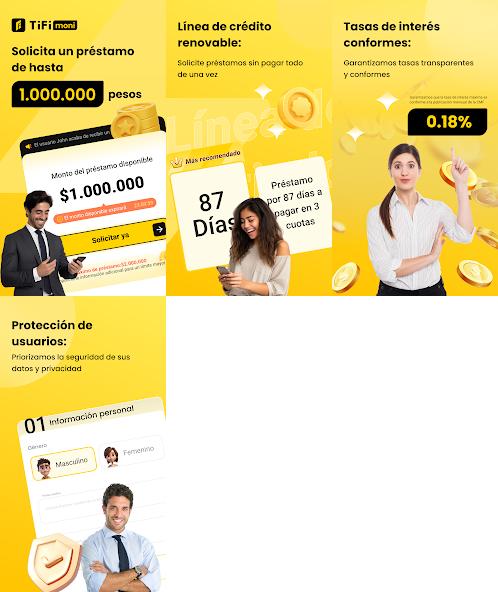 TiFi moni
Solicita un préstamo
de hasta
1.000.000 pesos
El usuario John acaba de recibir un
Monto del préstamo disponible
$1.000.000
El monto disponible expirará
Solicitar ya
Línea de crédito
renovable:
Solicite préstamos sin pagar todo
de una vez
Línea de
Más recomendado
87
Días
Préstamo
por 87 días a
pagar en 3
cuotas
Tasas de interés
conformes:
Garantizamos tasas transparentes
y conformes
0.18%
Protección de
usuarios:
Priorizamos la seguridad de sus
datos y privacidad
01 Información personal
Género
Masculino
Femenino